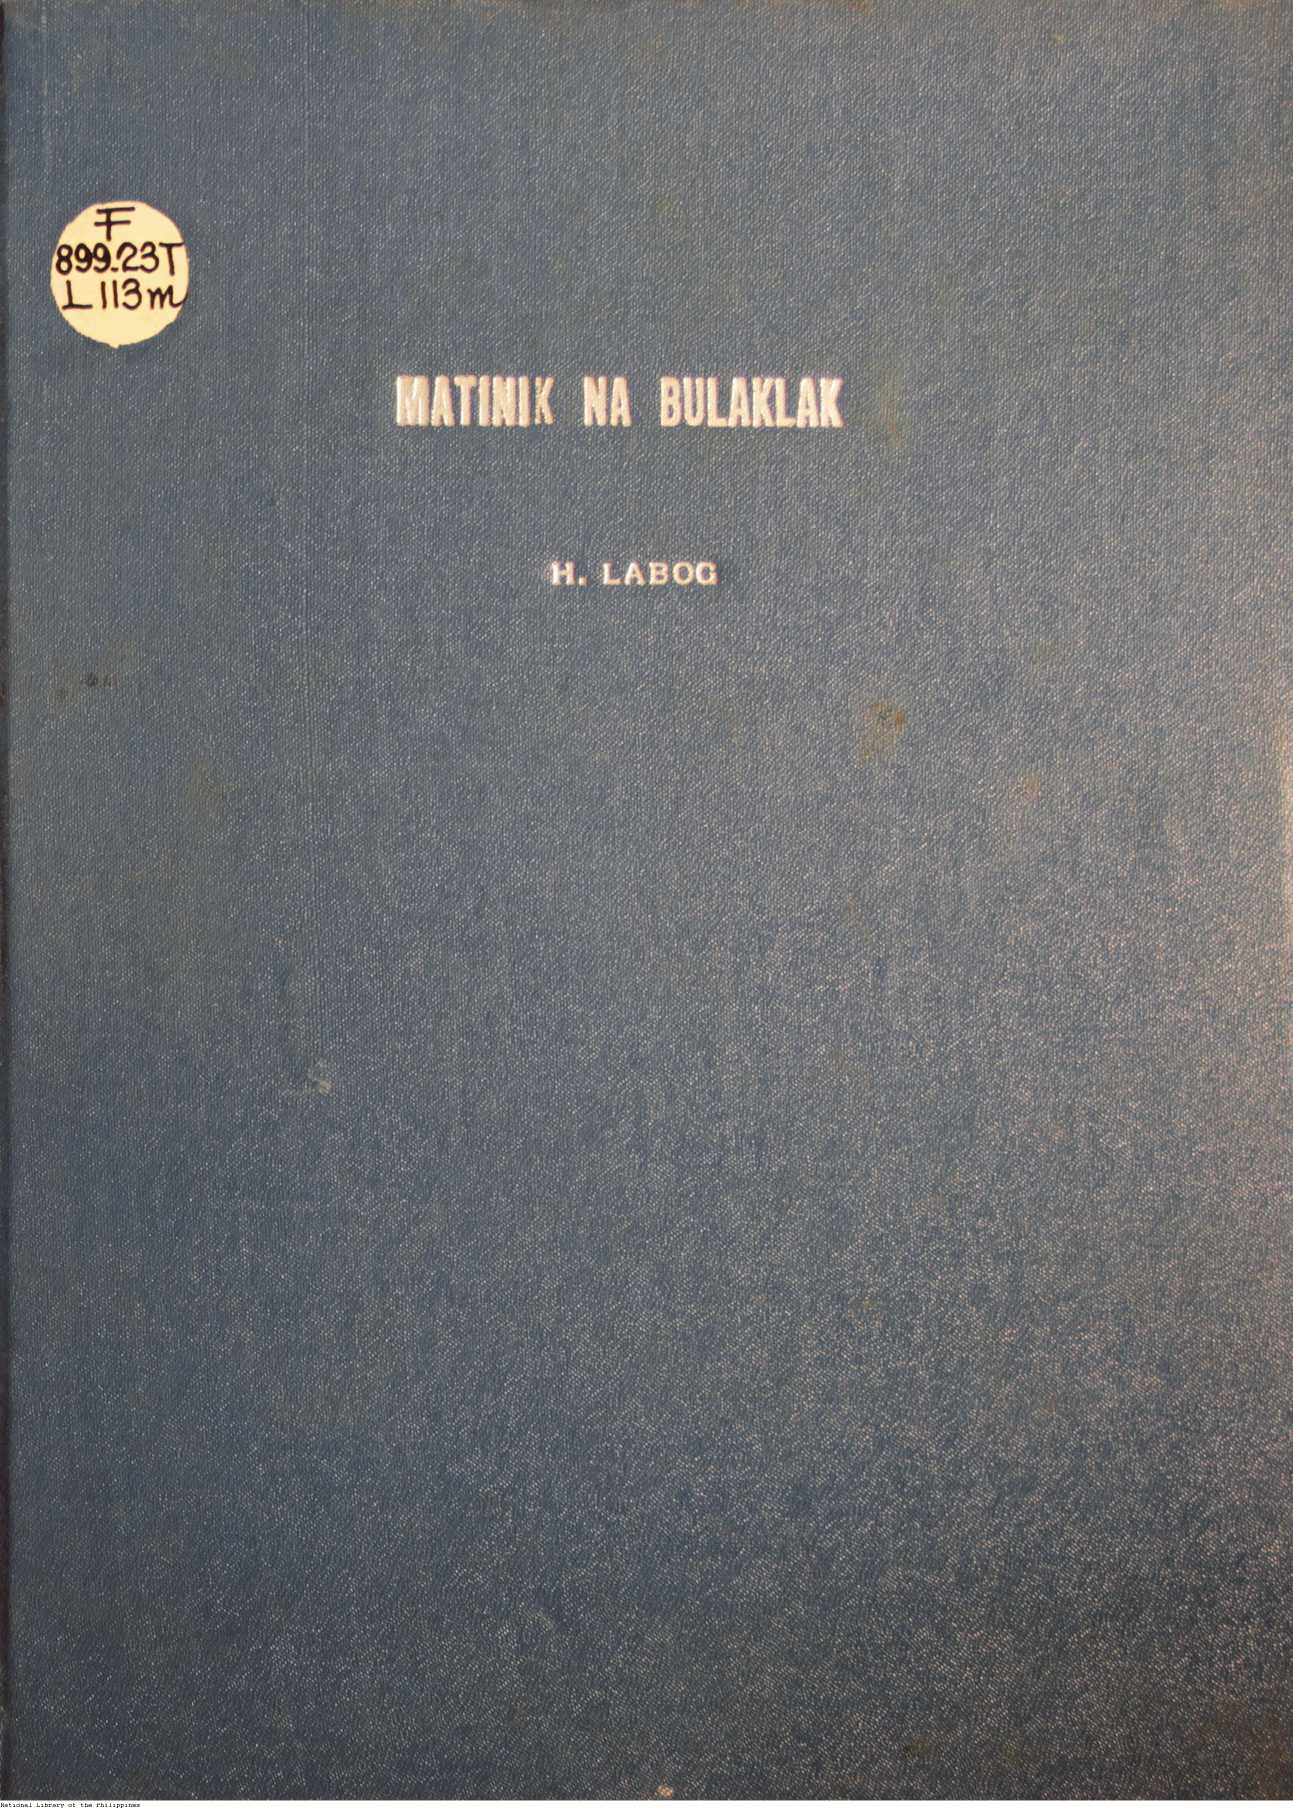 F
899.23T
L113m
MATINIK NA BULAKLAK
H. LABOG
National Library of the Philippines